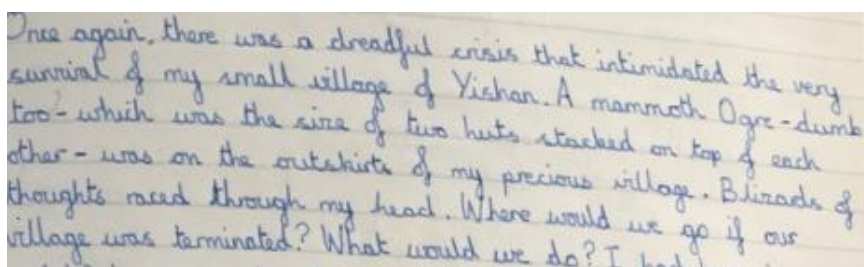 Once again, there was a dreadful crisis that intimidated the very
survival of my small village of Yishan. A mammoth Ogre-dumb
too- which was the size of two huts stacked on top of each
other - was on the outskirts of my precious village. Blizards of
thoughts raced through my head. Where would we go if our
village was terminated? What would we do? I had